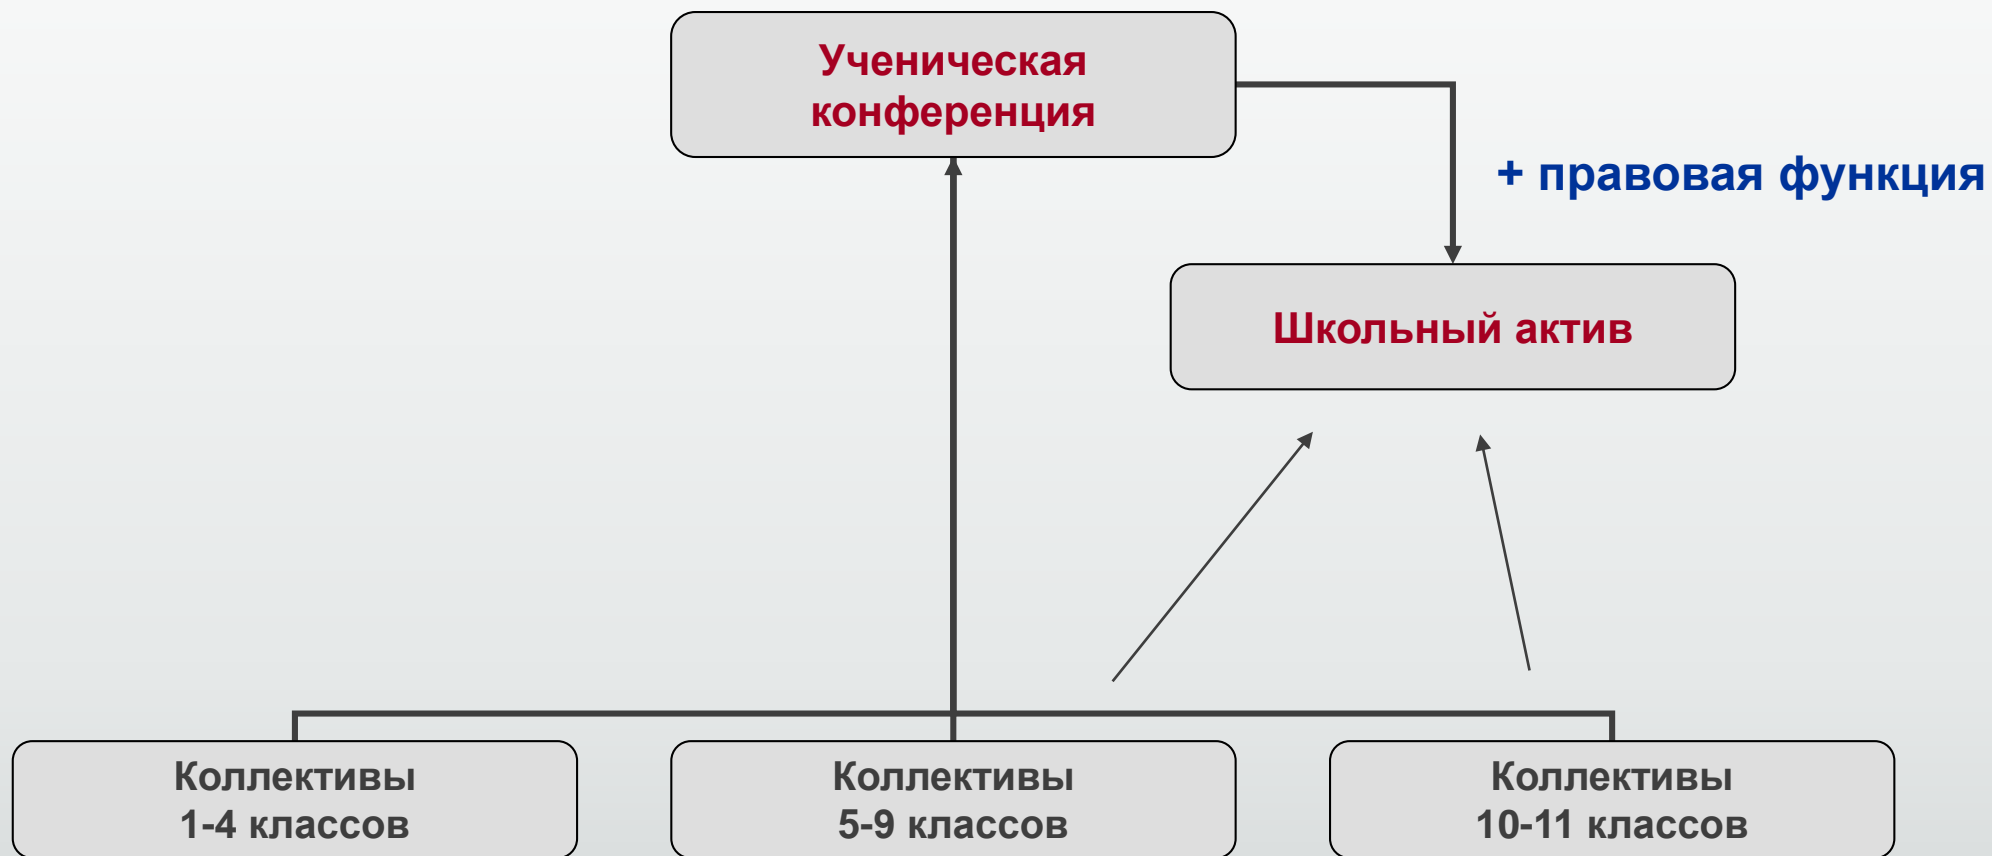 Ученическая
конференция
+ правовая функция
Школьный актив
Коллективы
1-4 классов
Коллективы
5-9 классов
Коллективы
10-11 классов